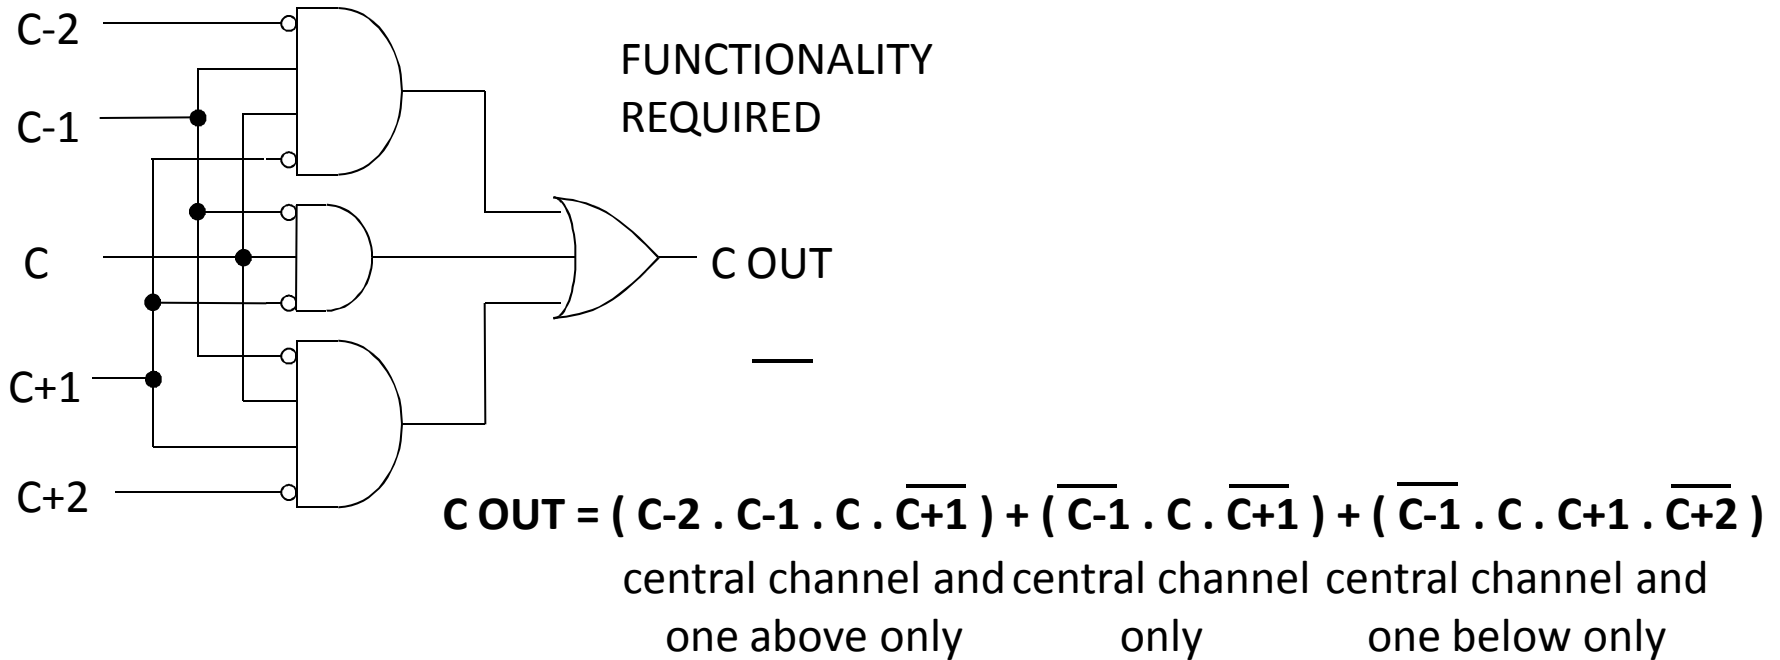 C-2
FUNCTIONALITY
REQUIRED
C-1
C
C OUT
C+1
C+2
C OUT = ( C-2 . C-1 . C . C̅+̅1̅ ) + ( C̅-̅1̅ . C . C̅+̅1̅ ) + ( C̅-̅1̅ . C . C+1 . C̅+̅2̅ )
central channel and central channel central channel and
one above only only one below only